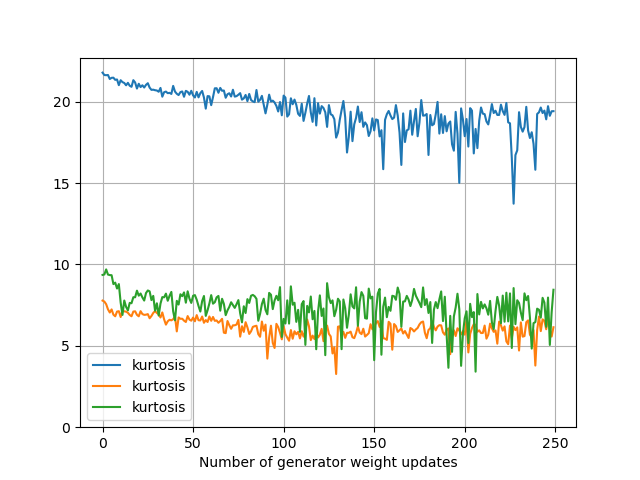 20
15
10
5
0
kurtosis
kurtosis
kurtosis
0 50 100 150 200 250
Number of generator weight updates